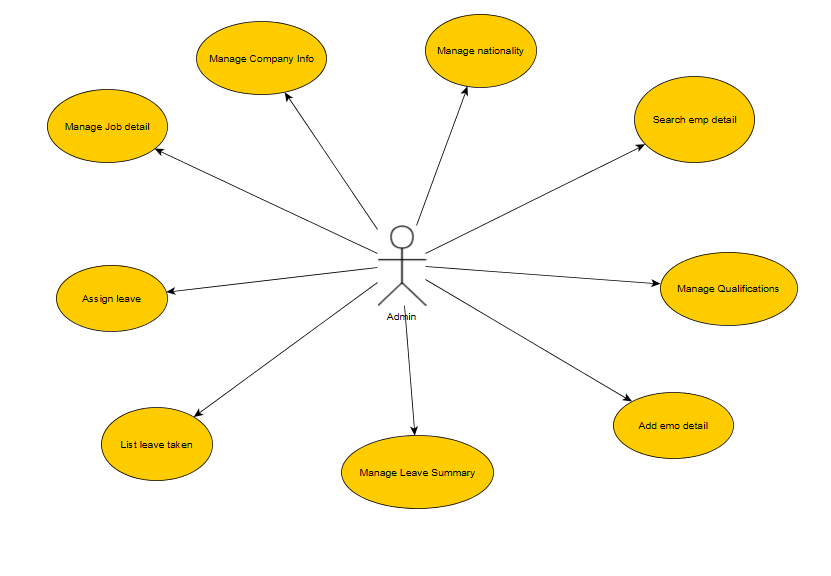 Manage nationality
Manage Company Info
Search emp detail
Manage Job detail
Manage Qualifications
Assign leave
Admin
Add emo detail
List leave taken
Manage Leave Summary